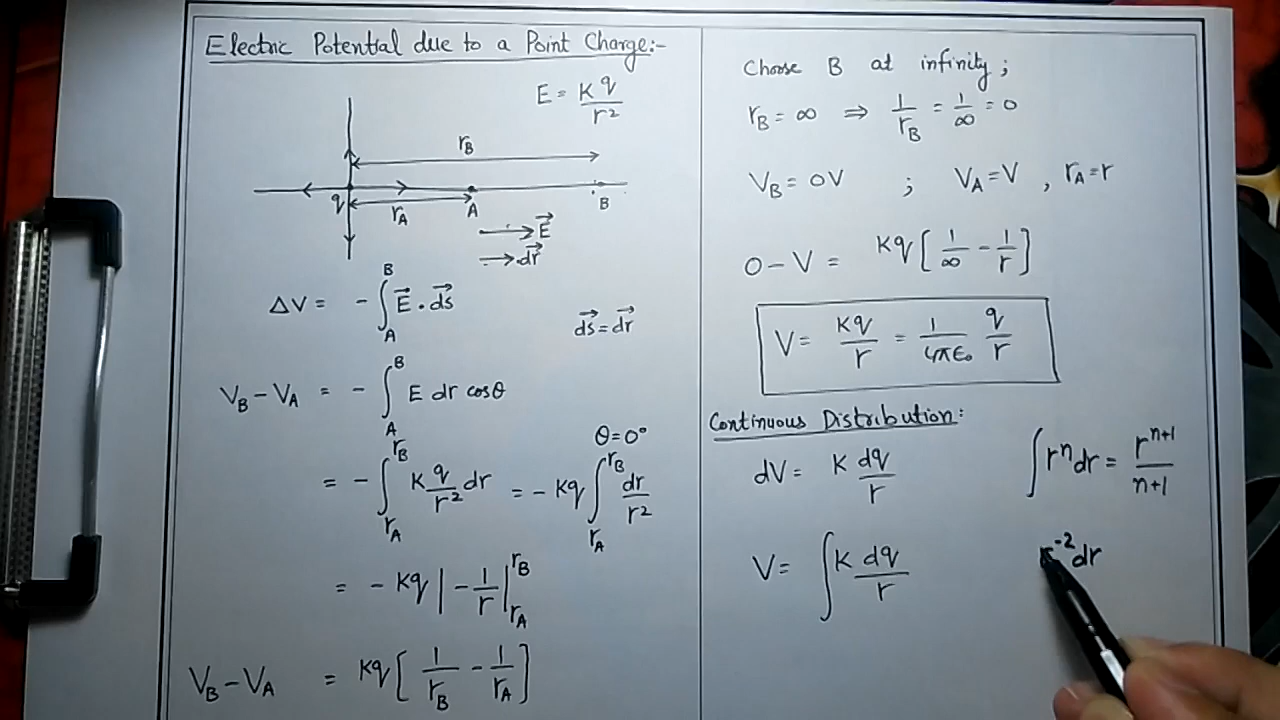 Electric Potential due to a Point Charge:-
E = K q/r²
r_B
q r_A A B
E⃗
dr⃗
ΔV = - ∫_A^B E⃗ . ds⃗
ds⃗ = dr⃗
V_B - V_A = - ∫_A^B E dr cosθ
θ = 0°
= - ∫_{r_A}^{r_B} K q/r² dr = - Kq ∫_{r_A}^{r_B} dr/r²
= - Kq | - 1/r |_{r_A}^{r_B}
V_B - V_A = Kq [ 1/r_B - 1/r_A ]
Choose B at infinity ;
r_B = ∞ ⇒ 1/r_B = 1/∞ = 0
V_B = 0V ; V_A = V , r_A = r
0 - V = Kq [ 1/∞ - 1/r ]
V = Kq/r = 1/4πϵ₀ q/r
Continuous Distribution:
dV = K dq/r
∫ rⁿ dr = r^{n+1}/n+1
V = ∫ K dq/r
r⁻² dr